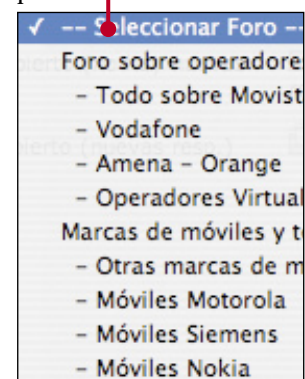 ✓ -- Seleccionar Foro --
Foro sobre operadore
- Todo sobre Movist
- Vodafone
- Amena - Orange
- Operadores Virtual
Marcas de móviles y t
- Otras marcas de m
- Móviles Motorola
- Móviles Siemens
- Móviles Nokia